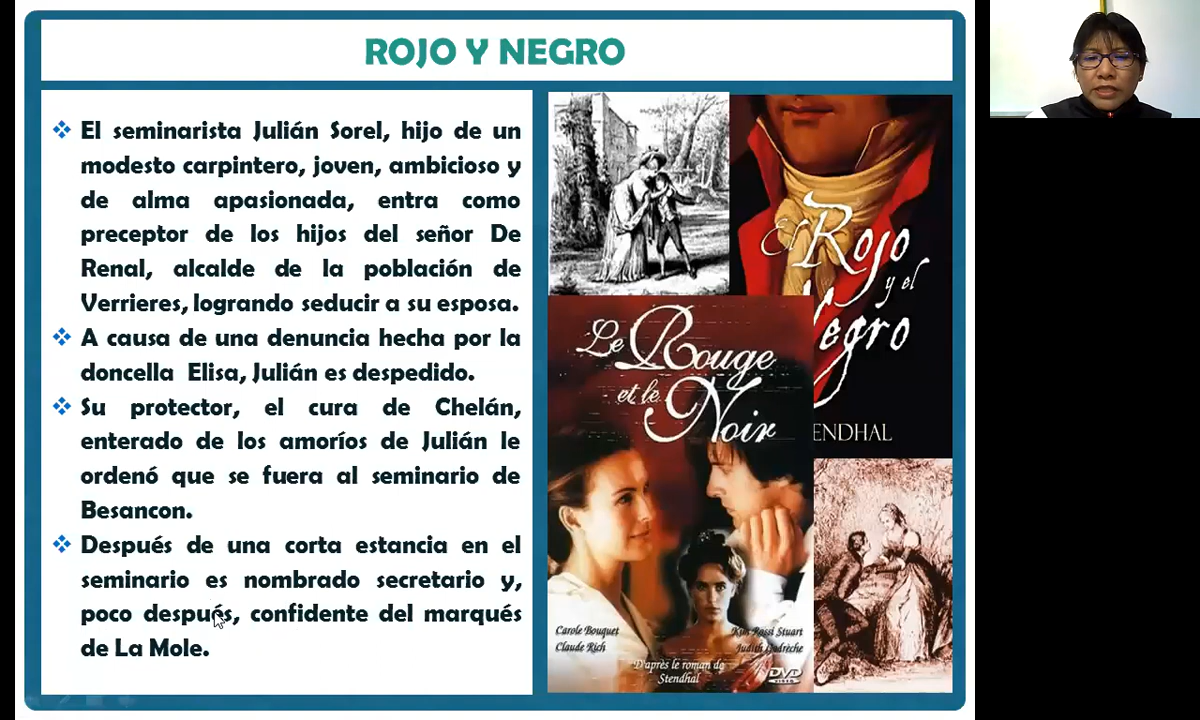 ROJO Y NEGRO
El seminarista Julián Sorel, hijo de un
modesto carpintero, joven, ambicioso y
de alma apasionada, entra como
preceptor de los hijos del señor De
Renal, alcalde de la población de
Verrieres, logrando seducir a su esposa.
A causa de una denuncia hecha por la
doncella Elisa, Julián es despedido.
Su protector, el cura de Chelán,
enterado de los amoríos de Julián le
ordenó que se fuera al seminario de
Besancon.
Después de una corta estancia en el
seminario es nombrado secretario y,
poco después, confidente del marqués
de La Mole.
El Rojo
y el
Negro
ENDHAL
Le Rouge
et le
Noir
Carole Bouquet
Kim Rossi Stuart
Claude Rich
Judith Godrèche
D'après le roman de
Stendhal
DVD
VIDEO